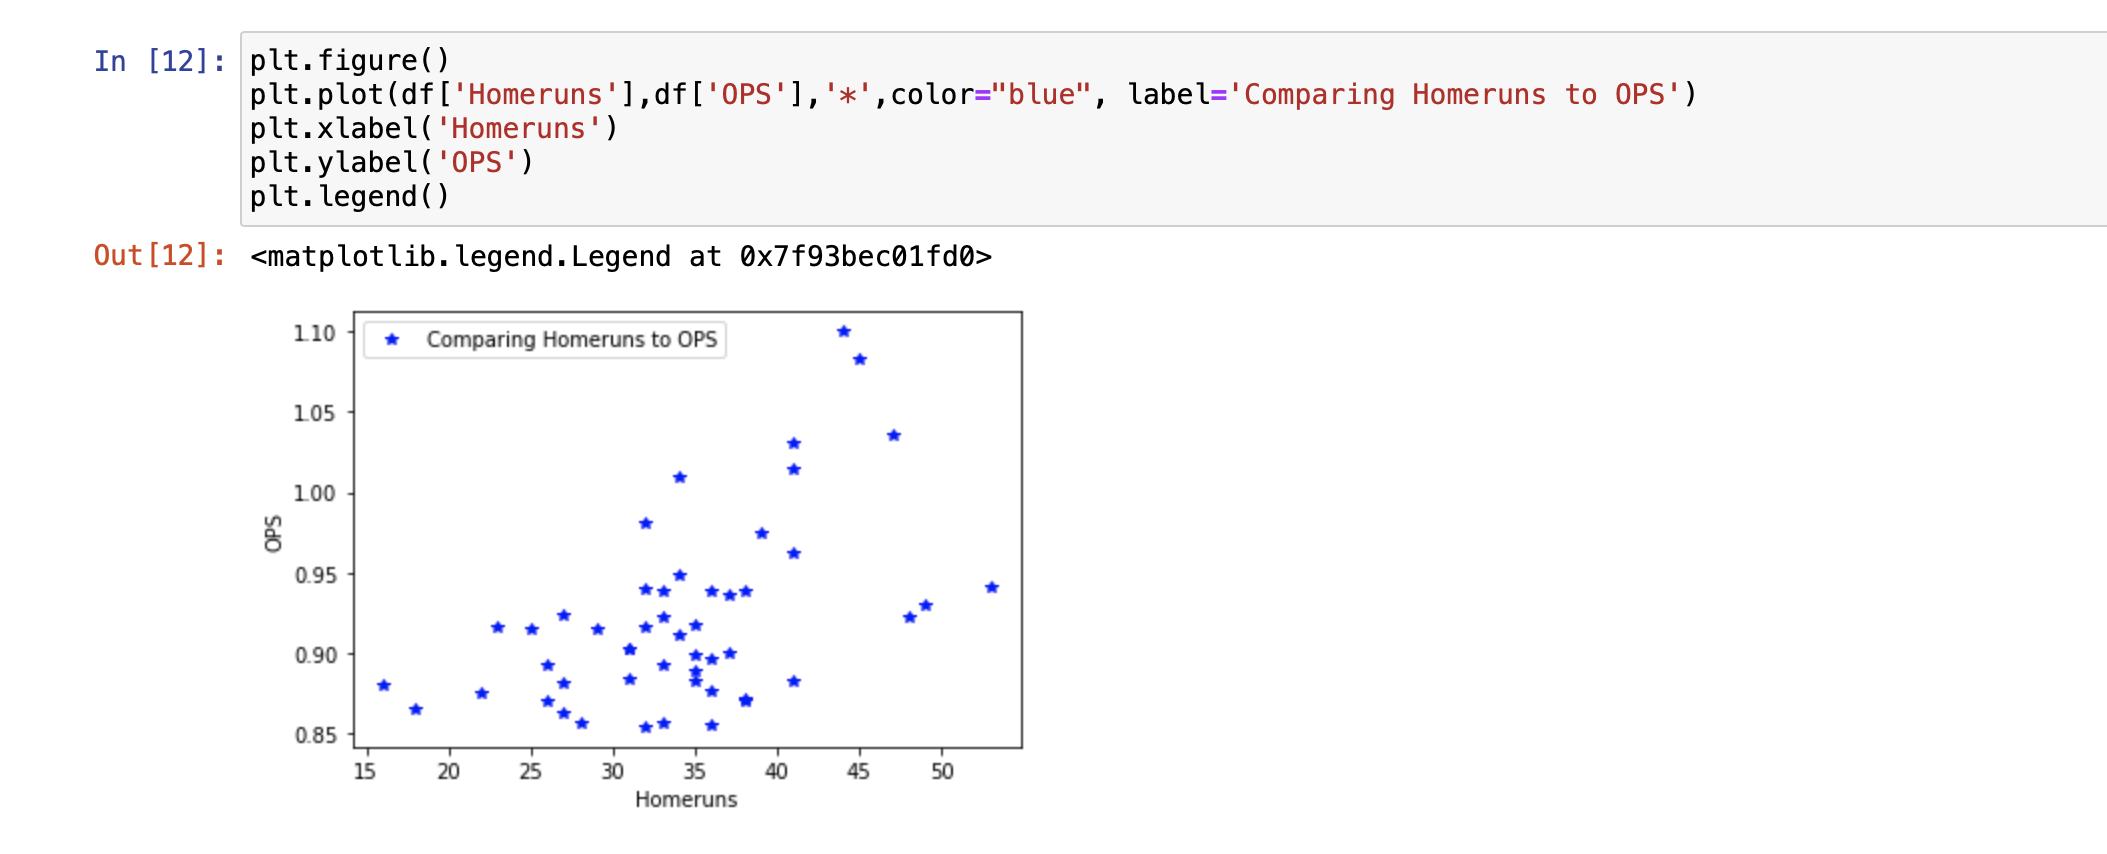 In [12]: plt.figure()
plt.plot(df['Homeruns'],df['OPS'],'*',color="blue", label='Comparing Homeruns to OPS')
plt.xlabel('Homeruns')
plt.ylabel('OPS')
plt.legend()
Out[12]: <matplotlib.legend.Legend at 0x7f93bec01fd0>
Comparing Homeruns to OPS
1.10
1.05
1.00
0.95
0.90
0.85
OPS
15 20 25 30 35 40 45 50
Homeruns